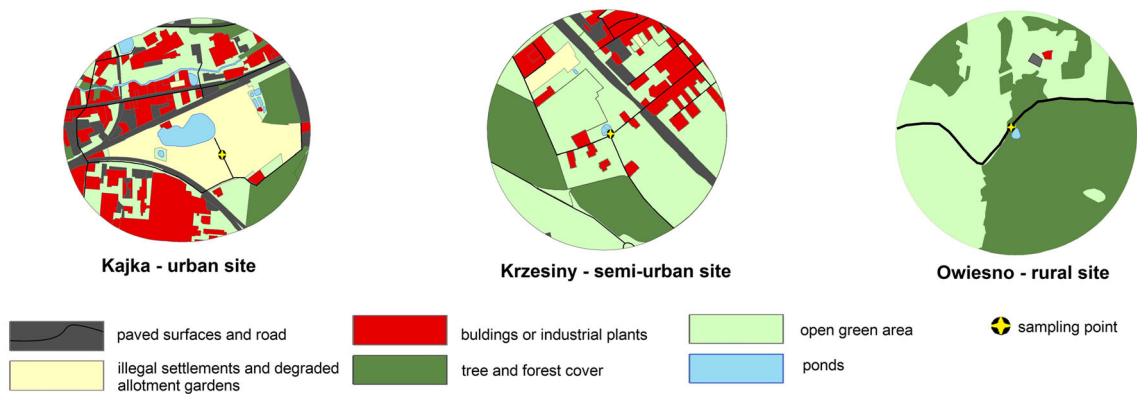 Kajka - urban site
Krzesiny - semi-urban site
Owiesno - rural site
paved surfaces and road
buldings or industrial plants
open green area
sampling point
illegal settlements and degraded
allotment gardens
tree and forest cover
ponds